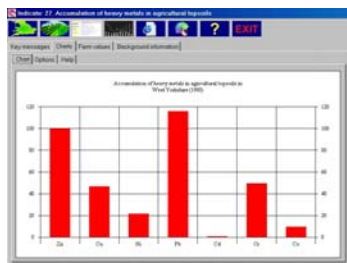 Indicator 27. Accumulation of heavy metals in agricultural topsoils
? EXIT
Key messages Charts Farm values Background information
Chart Options Help
Accumulation of heavy metals in agricultural topsoils in
West Yorkshire (1980)
120 120
100 100
80 80
60 60
40 40
20 20
0 0
Zn Cu Ni Pb Cd Cr Co